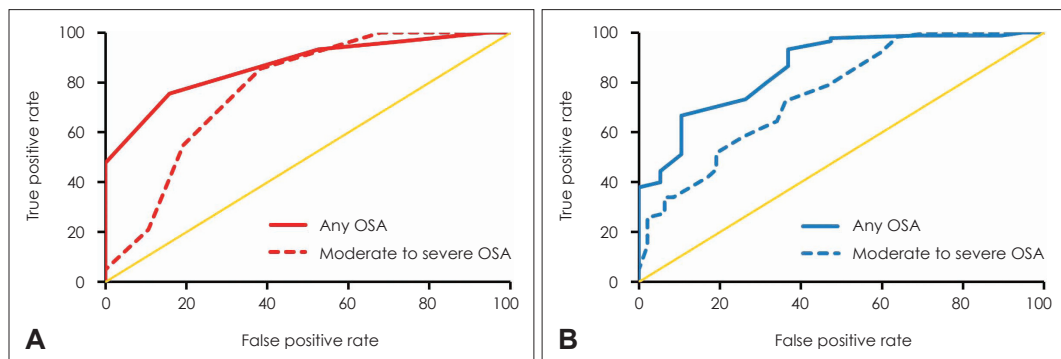 100
80
60
40
20
0
True positive rate
0 20 40 60 80 100
False positive rate
Any OSA
Moderate to severe OSA
A
100
80
60
40
20
0
True positive rate
0 20 40 60 80 100
False positive rate
Any OSA
Moderate to severe OSA
B